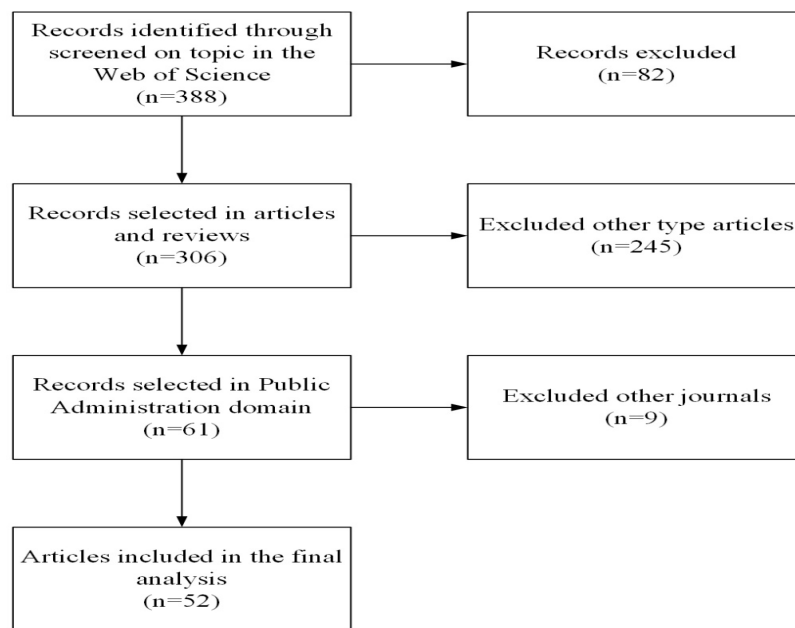 Records identified through
screened on topic in the
Web of Science
(n=388)
Records excluded
(n=82)
Records selected in articles
and reviews
(n=306)
Excluded other type articles
(n=245)
Records selected in Public
Administration domain
(n=61)
Excluded other journals
(n=9)
Articles included in the final
analysis
(n=52)